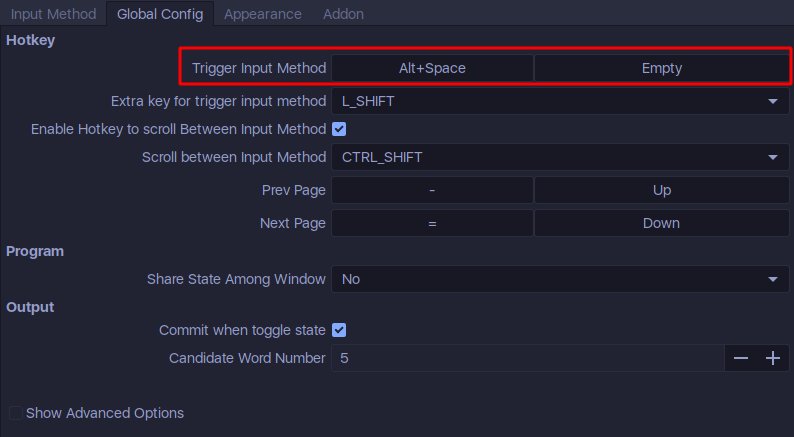 Input Method Global Config Appearance Addon
Hotkey
Trigger Input Method Alt+Space Empty
Extra key for trigger input method L_SHIFT
Enable Hotkey to scroll Between Input Method
Scroll between Input Method CTRL_SHIFT
Prev Page - Up
Next Page = Down
Program
Share State Among Window No
Output
Commit when toggle state
Candidate Word Number 5
Show Advanced Options